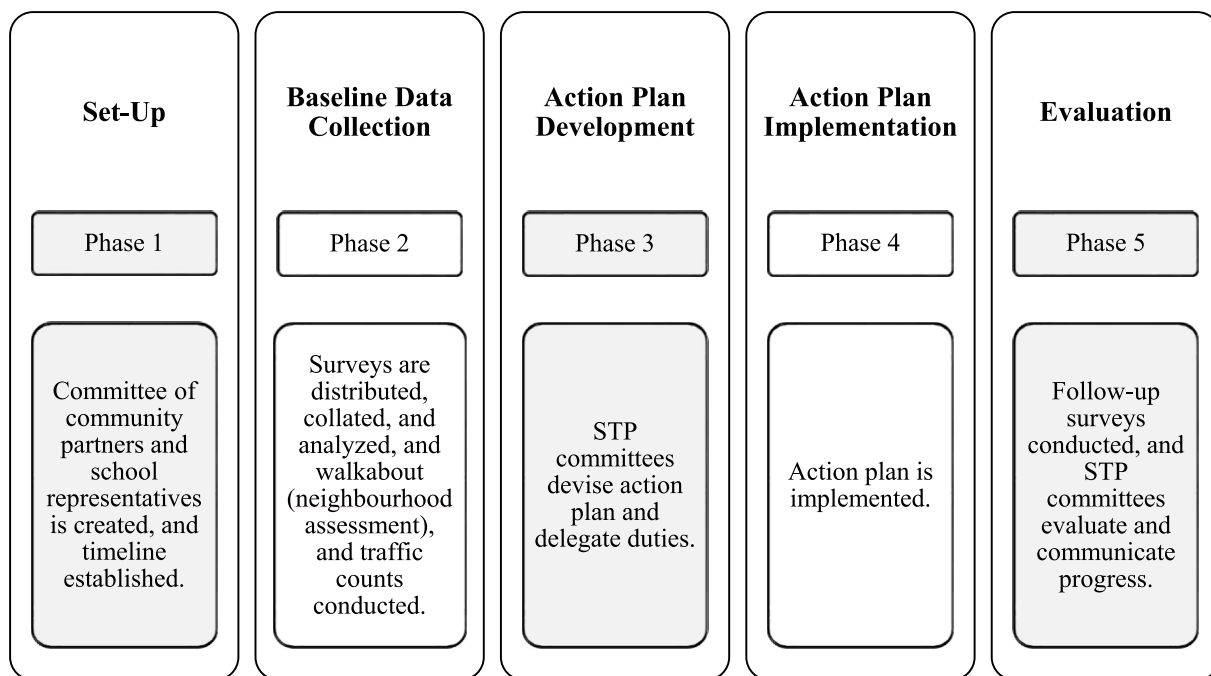 Set-Up
Phase 1
Committee of
community
partners and
school
representatives
is created, and
timeline
established.
Baseline Data
Collection
Phase 2
Surveys are
distributed,
collated, and
analyzed, and
walkabout
(neighbourhood
assessment),
and traffic
counts
conducted.
Action Plan
Development
Phase 3
STP
committees
devise action
plan and
delegate duties.
Action Plan
Implementation
Phase 4
Action plan is
implemented.
Evaluation
Phase 5
Follow-up
surveys
conducted, and
STP
committees
evaluate and
communicate
progress.